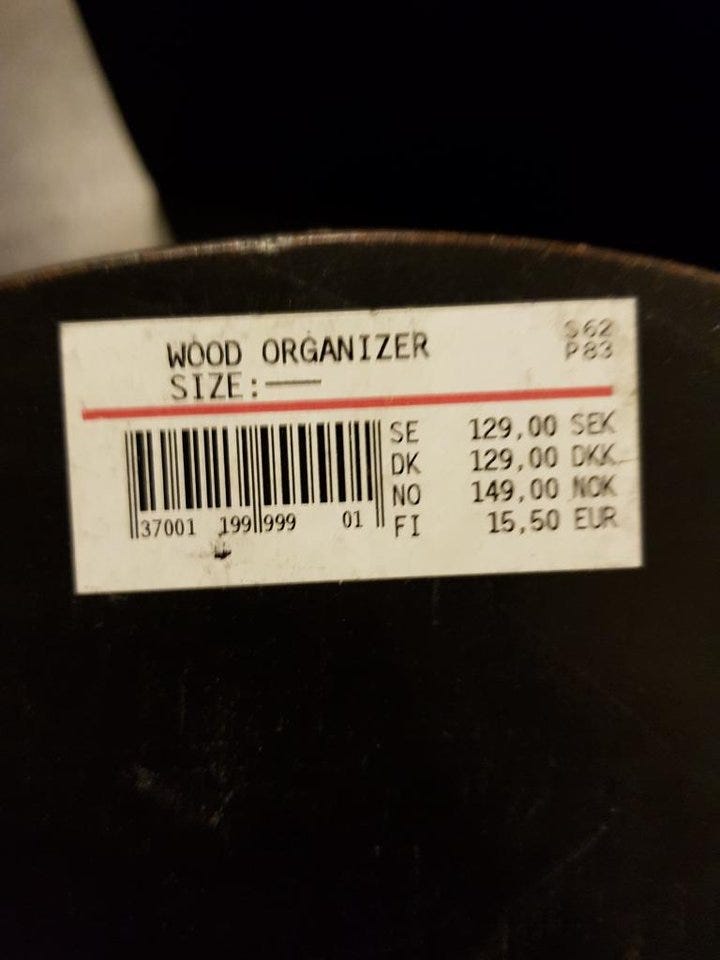 WOOD ORGANIZER
S62
SIZE:——
P83
SE 129,00 SEK
DK 129,00 DKK
NO 149,00 NOK
FI 15,50 EUR
37001 199 999 01